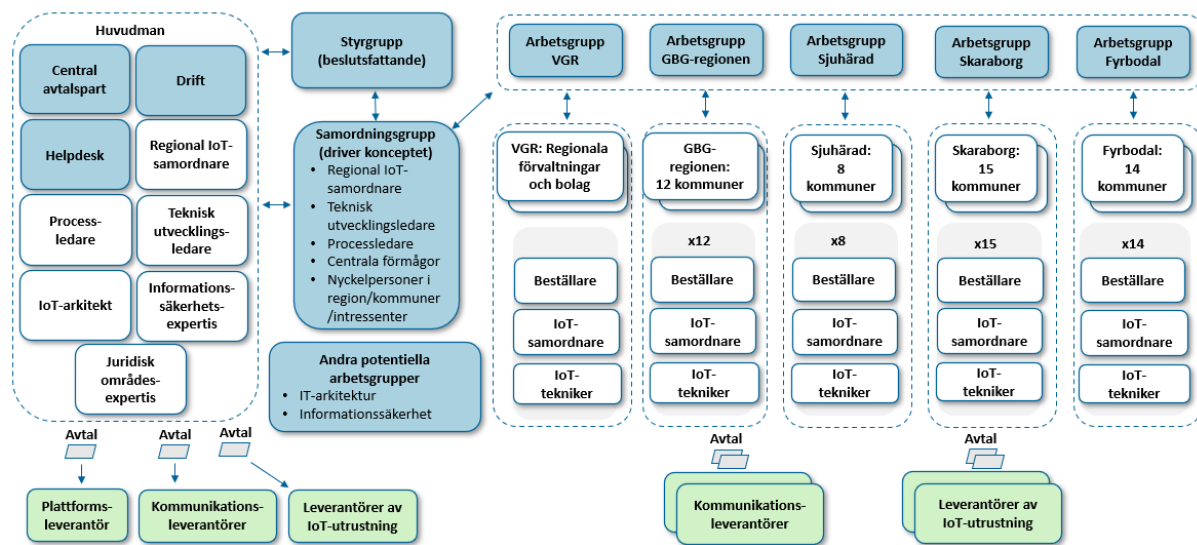 Huvudman
Central
avtalspart
Drift
Helpdesk
Regional IoT-
samordnare
Process-
ledare
Teknisk
utvecklings-
ledare
IoT-arkitekt
Informations-
säkerhets-
expertis
Juridisk
områdes-
expertis
Styrgrupp
(beslutsfattande)
Samordningsgrupp
(driver konceptet)
• Regional IoT-
samordnare
• Teknisk
utvecklingsledare
• Processledare
• Centrala förmågor
• Nyckelpersoner i
region/kommuner
/intressenter
Andra potentiella
arbetsgrupper
• IT-arkitektur
• Informationssäkerhet
Arbetsgrupp
VGR
Arbetsgrupp
GBG-regionen
Arbetsgrupp
Sjuhärad
Arbetsgrupp
Skaraborg
Arbetsgrupp
Fyrbodal
VGR: Regionala
förvaltningar
och bolag
GBG-
regionen:
12 kommuner
Sjuhärad:
8
kommuner
Skaraborg:
15
kommuner
Fyrbodal:
14
kommuner
x12
x8
x15
x14
Beställare
IoT-
samordnare
IoT-
tekniker
Beställare
IoT-
samordnare
IoT-
tekniker
Beställare
IoT-
samordnare
IoT-
tekniker
Beställare
IoT-
samordnare
IoT-
tekniker
Beställare
IoT-
samordnare
IoT-
tekniker
Avtal
Avtal
Avtal
Plattforms-
leverantör
Kommunikations-
leverantörer
Leverantörer av
IoT-utrustning
Avtal
Kommunikations-
leverantörer
Avtal
Leverantörer av
IoT-utrustning